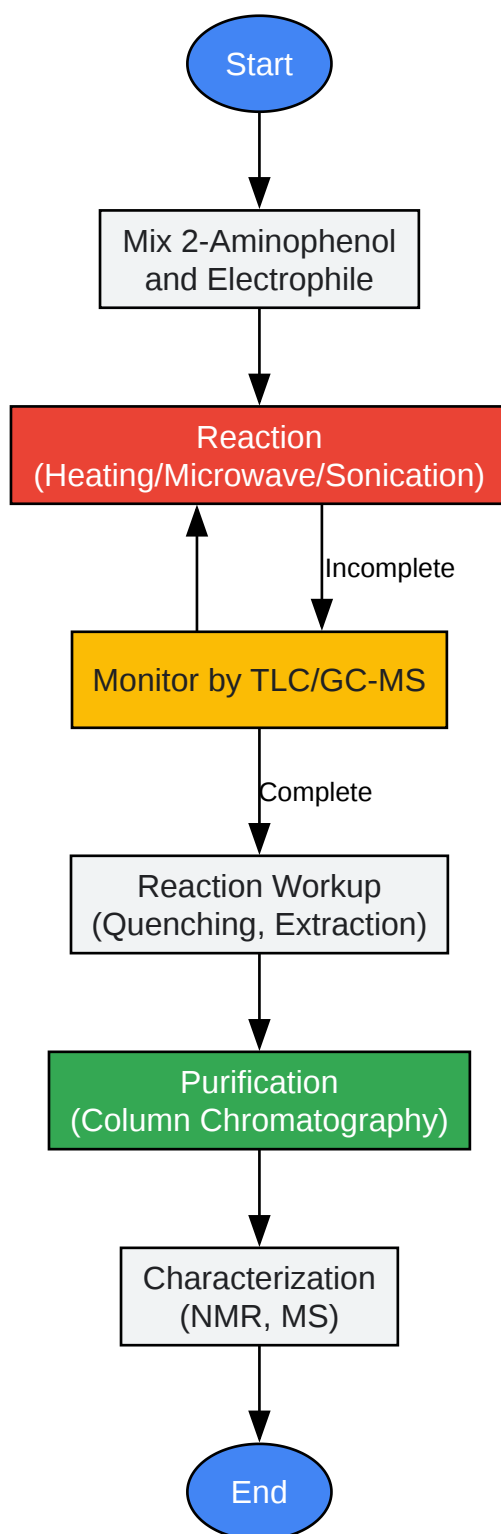 Start
Mix 2-Aminophenol
and Electrophile
Reaction
(Heating/Microwave/Sonication)
Incomplete
Monitor by TLC/GC-MS
Complete
Reaction Workup
(Quenching, Extraction)
Purification
(Column Chromatography)
Characterization
(NMR, MS)
End